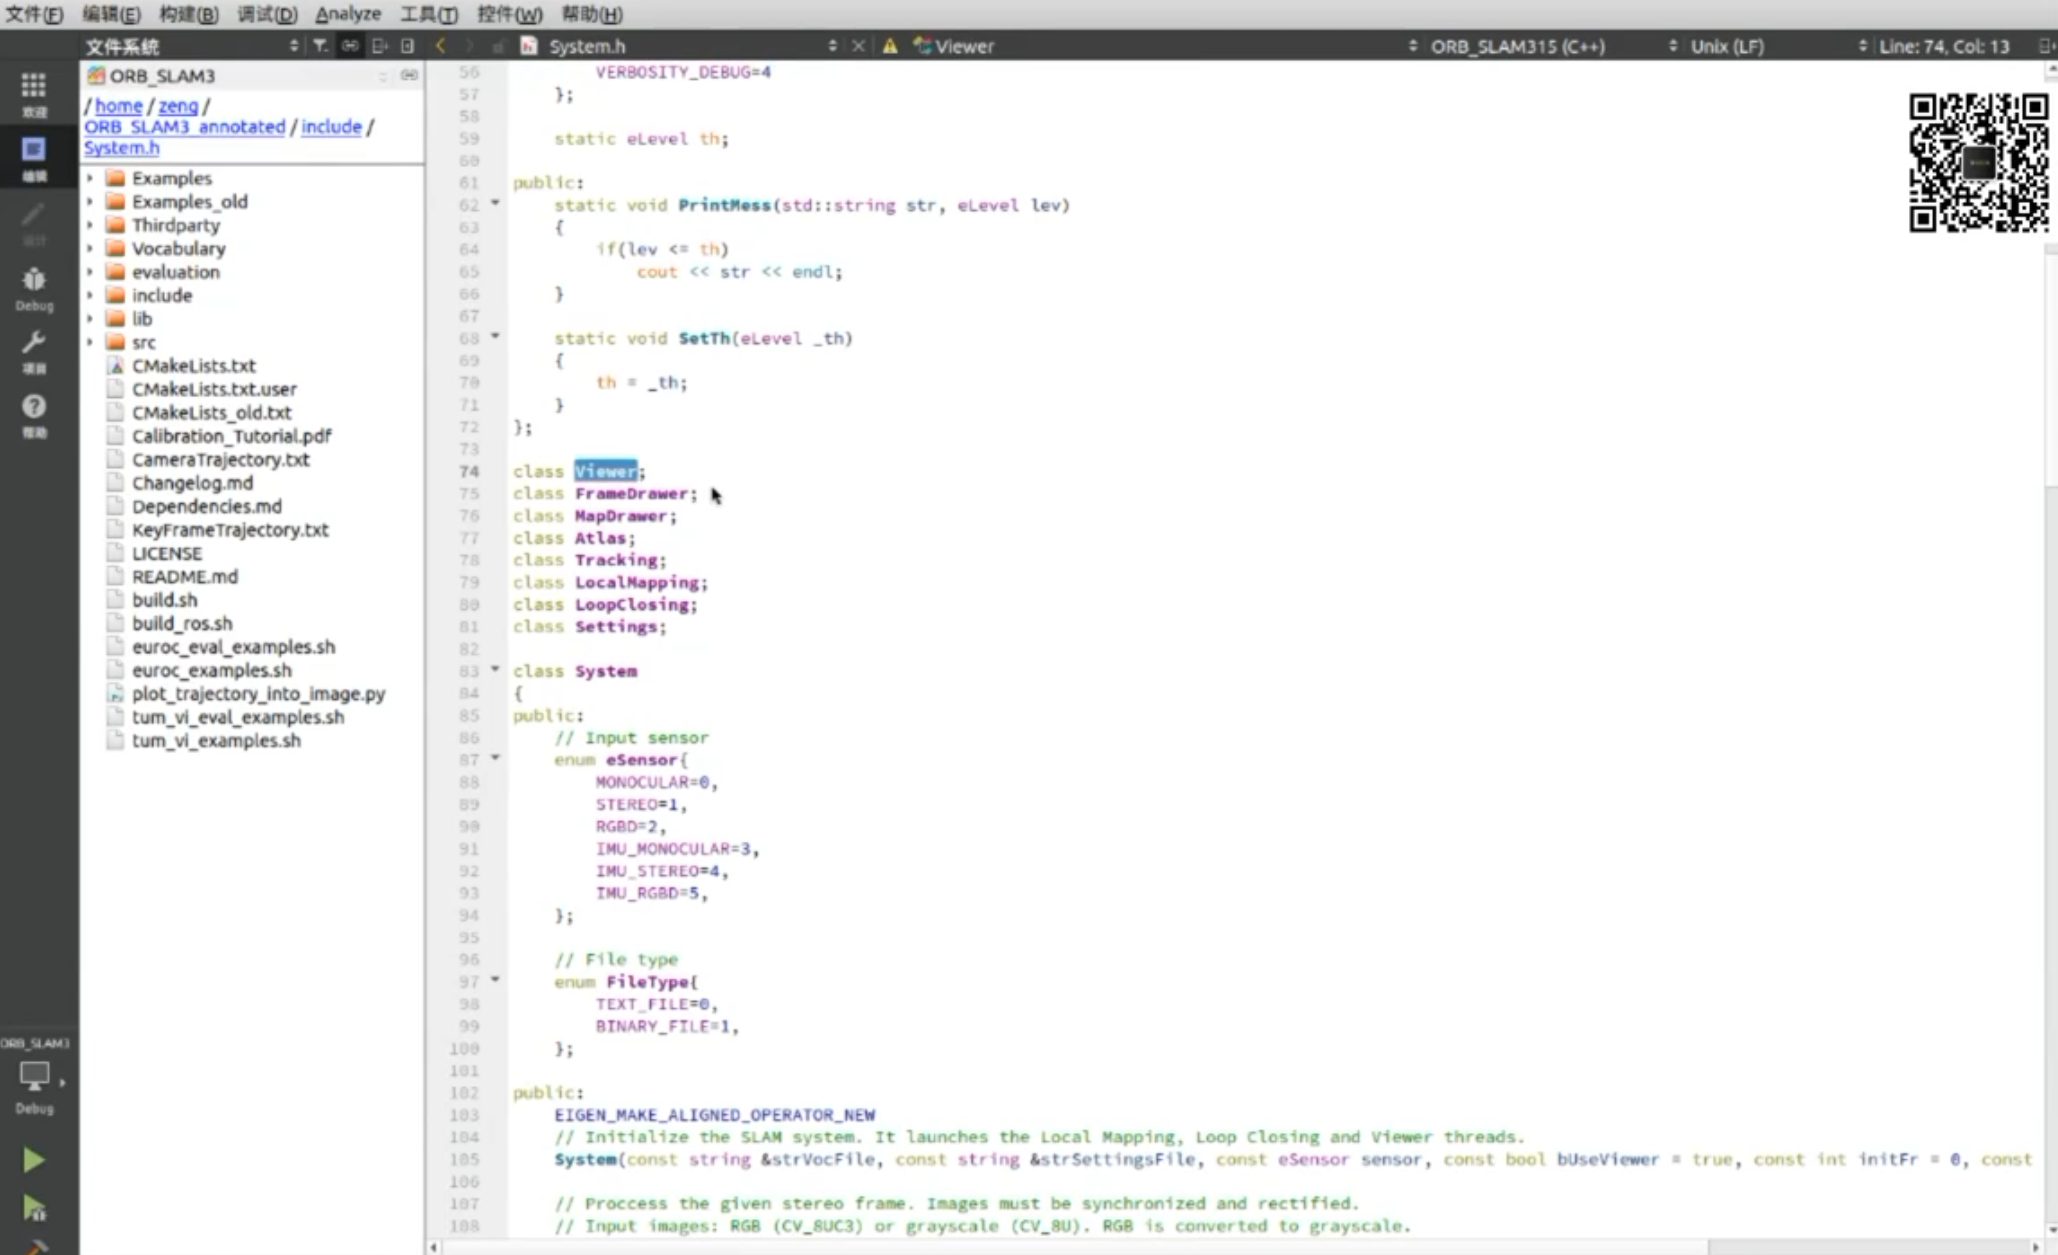 文件(F) 编辑(E) 构建(B) 调试(D) Analyze 工具(T) 控件(W) 帮助(H)
文件系统 System.h Viewer ORB_SLAM315 (C++) Unix (LF) Line: 74, Col: 13
欢迎
编辑
设计
Debug
项目
帮助
ORB_SLAM3
Debug
ORB_SLAM3
/ home / zeng /
ORB_SLAM3_annotated / include /
System.h
Examples
Examples_old
Thirdparty
Vocabulary
evaluation
include
lib
src
CMakeLists.txt
CMakeLists.txt.user
CMakeLists_old.txt
Calibration_Tutorial.pdf
CameraTrajectory.txt
Changelog.md
Dependencies.md
KeyFrameTrajectory.txt
LICENSE
README.md
build.sh
build_ros.sh
euroc_eval_examples.sh
euroc_examples.sh
plot_trajectory_into_image.py
tum_vi_eval_examples.sh
tum_vi_examples.sh
56 VERBOSITY_DEBUG=4
57 };
58
59 static eLevel th;
60
61 public:
62 static void PrintMess(std::string str, eLevel lev)
63 {
64 if(lev <= th)
65 cout << str << endl;
66 }
67
68 static void SetTh(eLevel _th)
69 {
70 th = _th;
71 }
72 };
73
74 class Viewer;
75 class FrameDrawer;
76 class MapDrawer;
77 class Atlas;
78 class Tracking;
79 class LocalMapping;
80 class LoopClosing;
81 class Settings;
82
83 class System
84 {
85 public:
86 // Input sensor
87 enum eSensor{
88 MONOCULAR=0,
89 STEREO=1,
90 RGBD=2,
91 IMU_MONOCULAR=3,
92 IMU_STEREO=4,
93 IMU_RGBD=5,
94 };
95
96 // File type
97 enum FileType{
98 TEXT_FILE=0,
99 BINARY_FILE=1,
100 };
101
102 public:
103 EIGEN_MAKE_ALIGNED_OPERATOR_NEW
104 // Initialize the SLAM system. It launches the Local Mapping, Loop Closing and Viewer threads.
105 System(const string &strVocFile, const string &strSettingsFile, const eSensor sensor, const bool bUseViewer = true, const int initFr = 0, const
106
107 // Proccess the given stereo frame. Images must be synchronized and rectified.
108 // Input images: RGB (CV_8UC3) or grayscale (CV_8U). RGB is converted to grayscale.